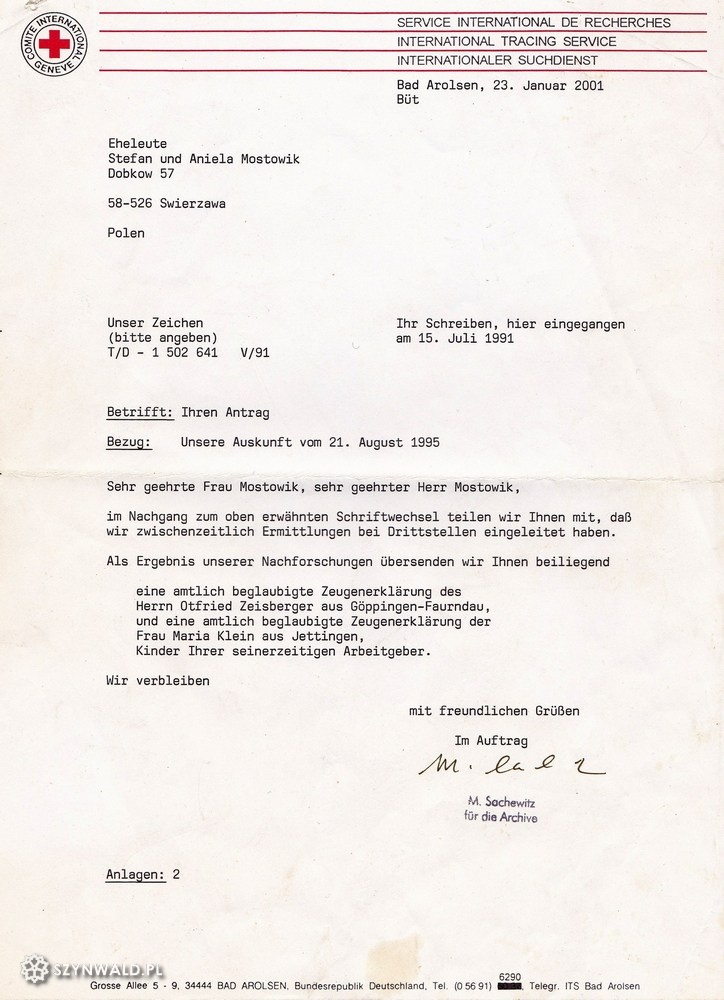 COMITE INTERNATIONAL
GENEVE
SERVICE INTERNATIONAL DE RECHERCHES
INTERNATIONAL TRACING SERVICE
INTERNATIONALER SUCHDIENST
Bad Arolsen, 23. Januar 2001
Büt
Eheleute
Stefan und Aniela Mostowik
Dobkow 57
58-526 Swierzawa
Polen
Unser Zeichen
(bitte angeben)
T/D - 1 502 641 V/91
Ihr Schreiben, hier eingegangen
am 15. Juli 1991
Betrifft: Ihren Antrag
Bezug: Unsere Auskunft vom 21. August 1995
Sehr geehrte Frau Mostowik, sehr geehrter Herr Mostowik,
im Nachgang zum oben erwähnten Schriftwechsel teilen wir Ihnen mit, daß
wir zwischenzeitlich Ermittlungen bei Drittstellen eingeleitet haben.
Als Ergebnis unserer Nachforschungen übersenden wir Ihnen beiliegend
eine amtlich beglaubigte Zeugenerklärung des
Herrn Otfried Zeisberger aus Göppingen-Faurndau,
und eine amtlich beglaubigte Zeugenerklärung der
Frau Maria Klein aus Jettingen,
Kinder Ihrer seinerzeitigen Arbeitgeber.
Wir verbleiben
mit freundlichen Grüßen
Im Auftrag
M. Sachewitz
für die Archive
Anlagen: 2
SZYNWALD.PL
6290
Grosse Allee 5 - 9, 34444 BAD AROLSEN, Bundesrepublik Deutschland, Tel. (0 56 91) , Telegr. ITS Bad Arolsen